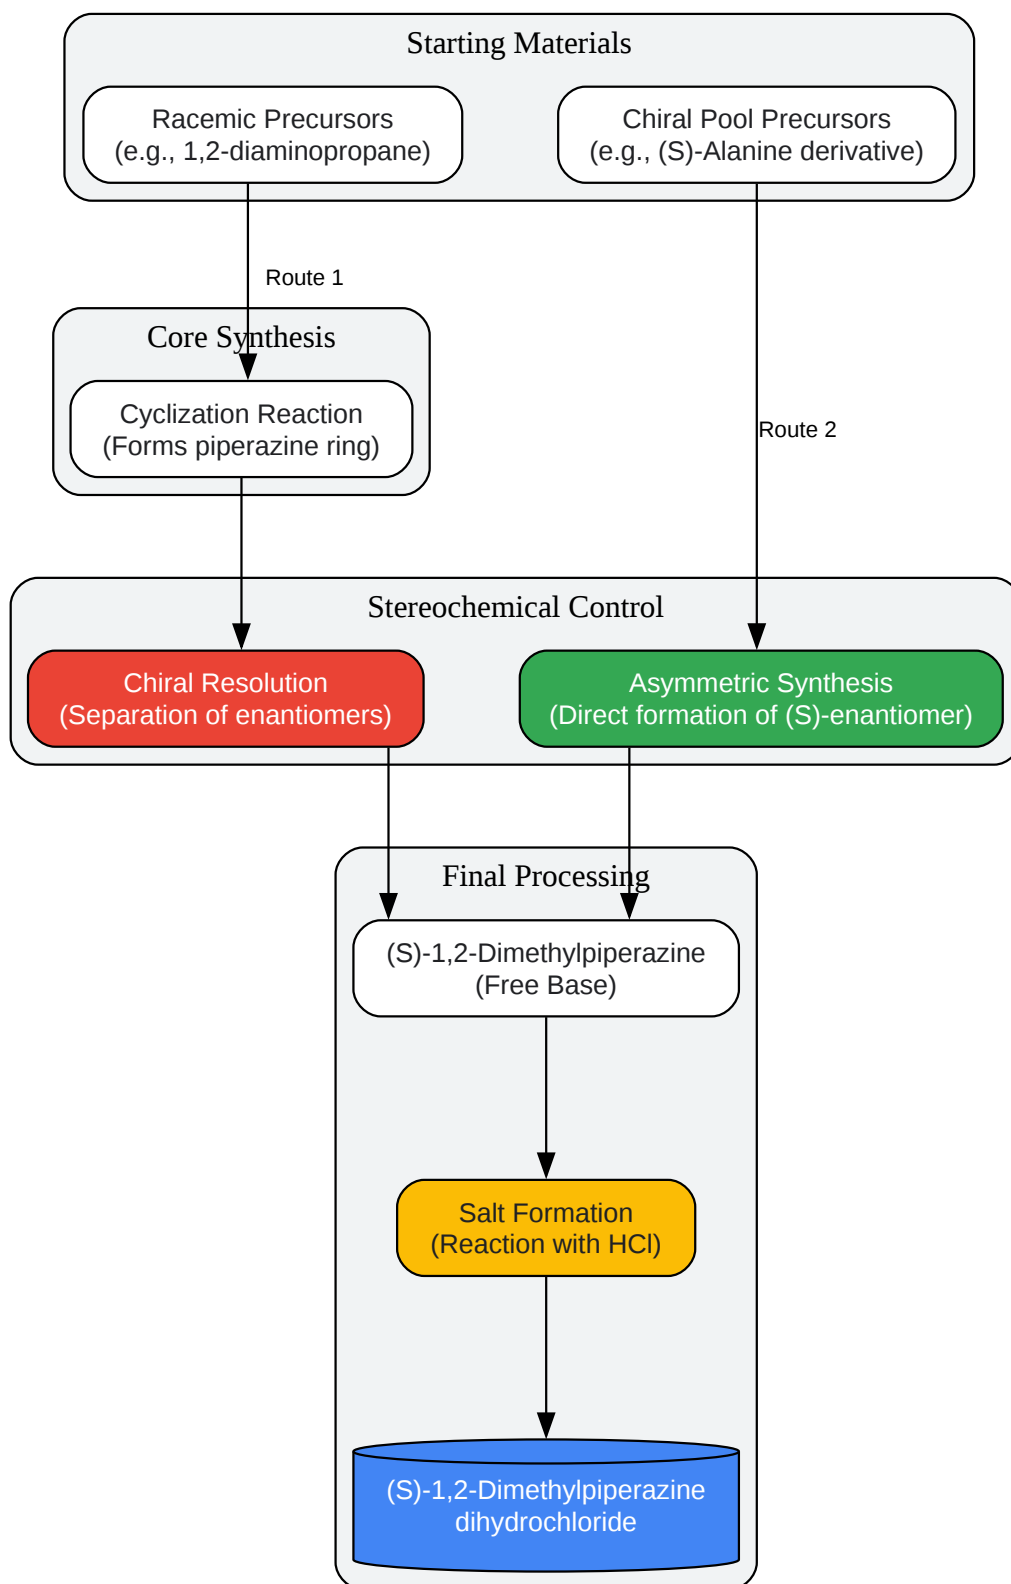 Starting Materials
Racemic Precursors
(e.g., 1,2-diaminopropane)
Chiral Pool Precursors
(e.g., (S)-Alanine derivative)
Route 1
Core Synthesis
Cyclization Reaction
(Forms piperazine ring)
Route 2
Stereochemical Control
Chiral Resolution
(Separation of enantiomers)
Asymmetric Synthesis
(Direct formation of (S)-enantiomer)
Final Processing
(S)-1,2-Dimethylpiperazine
(Free Base)
Salt Formation
(Reaction with HCl)
(S)-1,2-Dimethylpiperazine
dihydrochloride